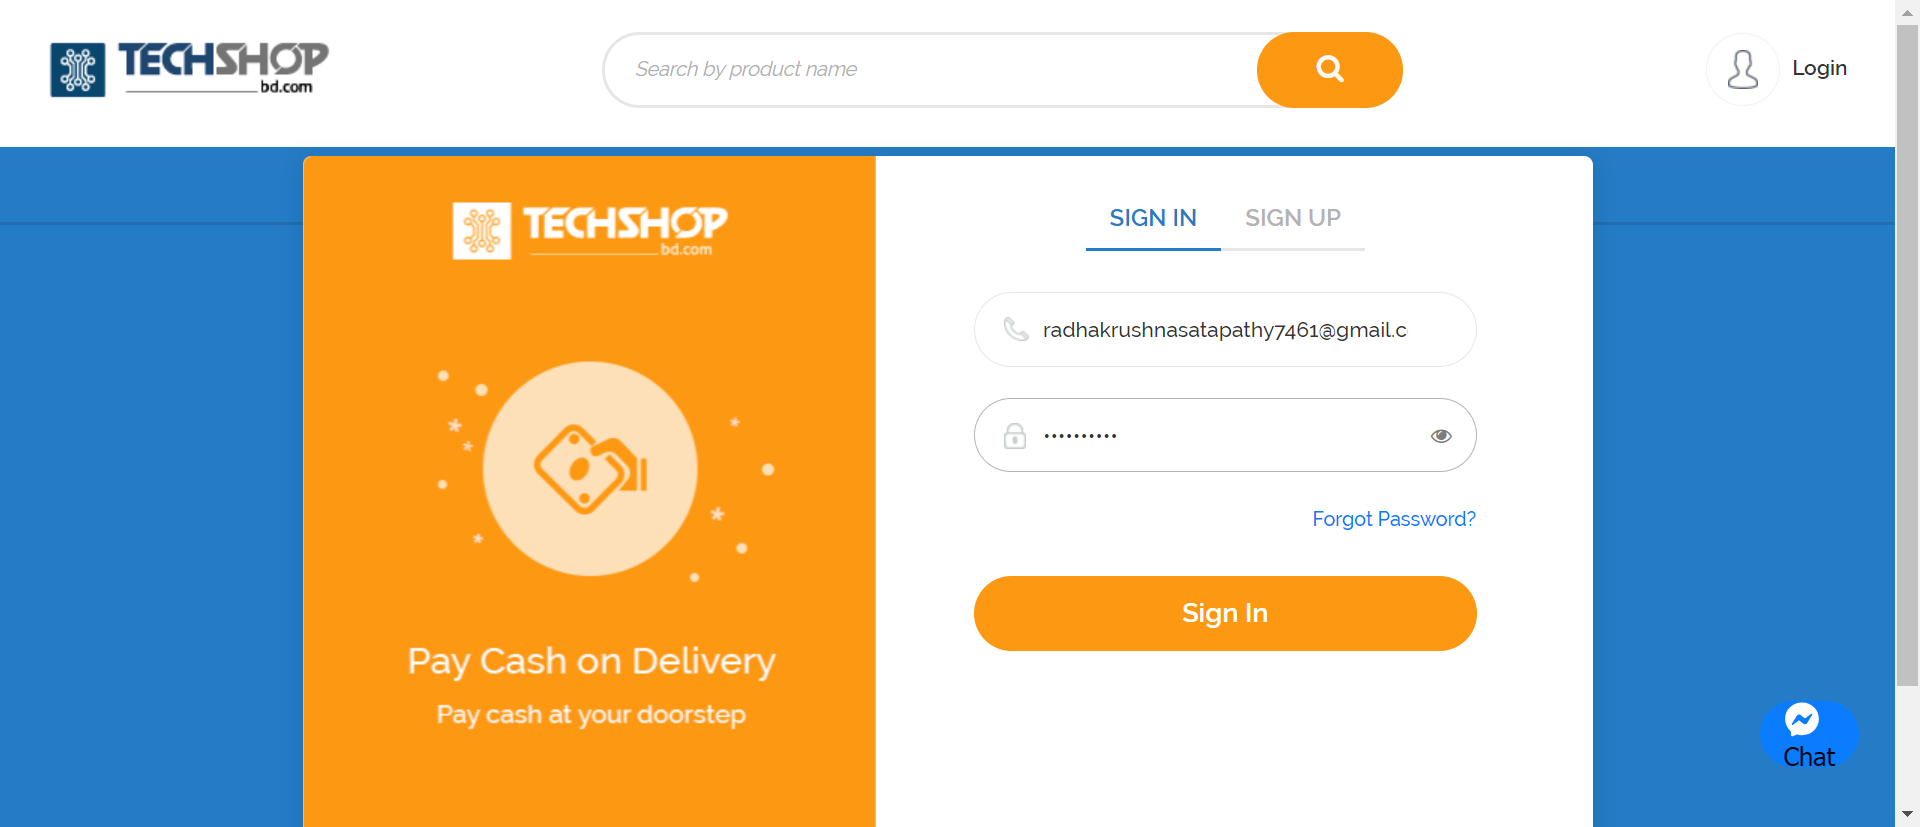 TECHSHOP
bd.com
Search by product name
Login
TECHSHOP
bd.com
Pay Cash on Delivery
Pay cash at your doorstep
SIGN IN SIGN UP
radhakrushnasatapathy7461@gmail.c
••••••••••
Forgot Password?
Sign In
Chat